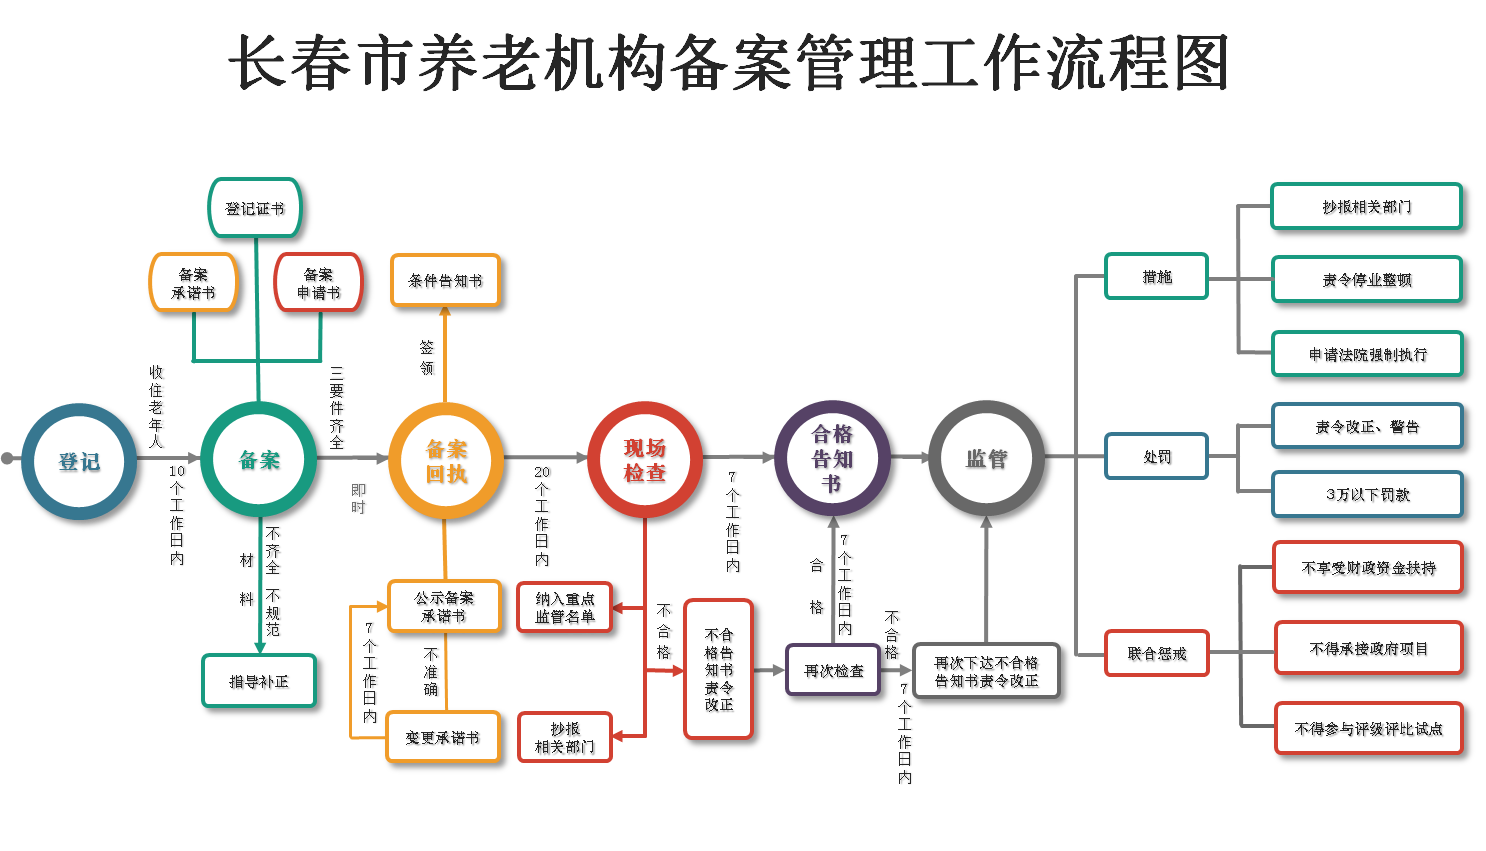 长春市养老机构备案管理工作流程图
登记证书
备案
承诺书
备案
申请书
收住老年人
10个工作日内
三要件齐全
即时
登记
备案
材料
不齐全 不规范
指导补正
条件告知书
签领
备案
回执
公示备案
承诺书
7个工作日内
不准确
变更承诺书
20个工作日内
现场
检查
纳入重点
监管名单
抄报
相关部门
不合格
不合
格告
知书
责令
改正
7个工作日内
合格
告知
书
合格
7个工作日内
再次检查
不合格
7个工作日内
再次下达不合格
告知书责令改正
监管
措施
抄报相关部门
责令停业整顿
申请法院强制执行
处罚
责令改正、警告
3万以下罚款
联合惩戒
不享受财政资金扶持
不得承接政府项目
不得参与评级评比试点